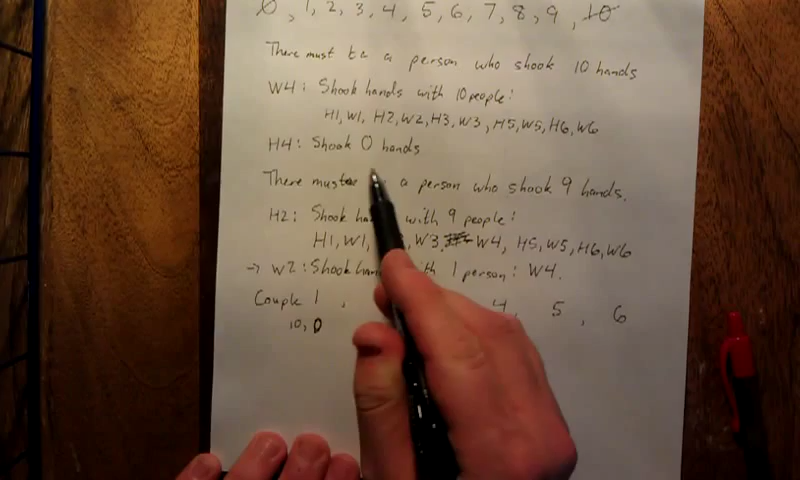 0, 1, 2, 3, 4, 5, 6, 7, 8, 9, 10
There must be a person who shook 10 hands
W4: Shook hands with 10 people:
H1, W1, H2, W2, H3, W3, H5, W5, H6, W6
H4: Shook 0 hands
There must a person who shook 9 hands.
H2: Shook with 9 people:
H1, W1, W3, W4, H5, W5, H6, W6
→ W2: Shook 1 person: W4.
Couple 1, 4, 5, 6
10, 0